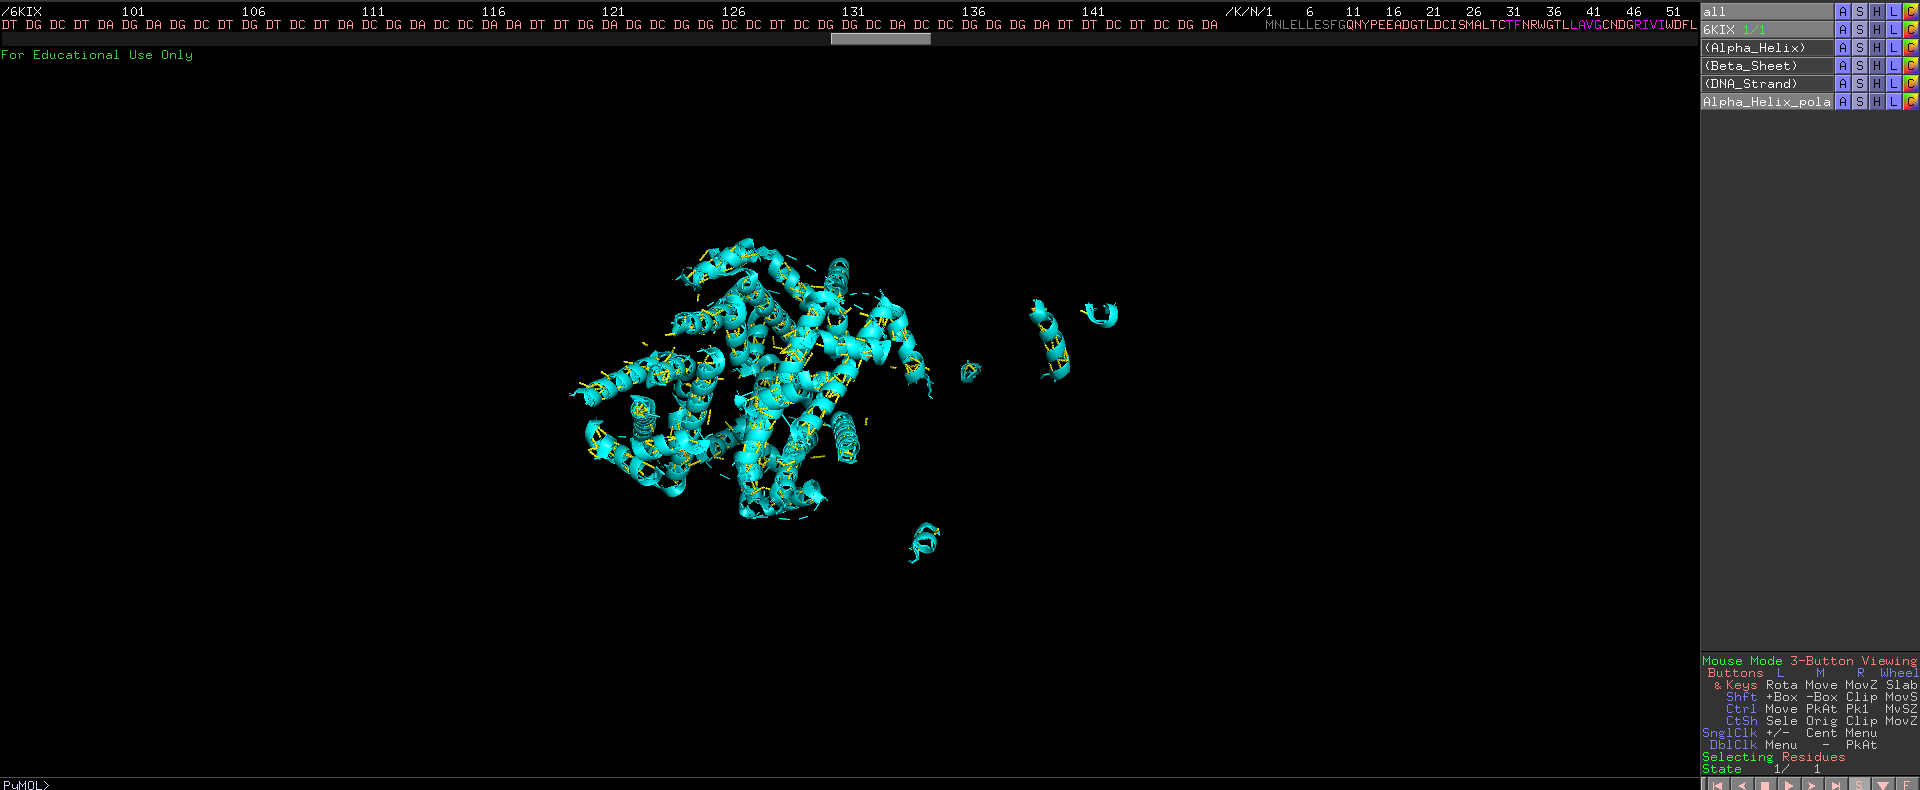 /6KIX 101 106 111 116 121 126 131 136 141 /K/N/1 6 11 16 21 26 31 36 41 46 51
DT DG DC DT DA DG DA DC DG DC DT DG DT DC DG DA DC DG DC DT DA DT DT DG DC DG DA DC DA DG DC DG DG DC DA DC DC DT DG DG DG DA DT DT DC DT DC DT DC DG DA MNLELLESFGQNYPEEADGTLDCISMALTCTFNRWGTLLAVGCNDGRIVIWDFL
For Educational Use Only
all A S H L C
6KIX 1/1 A S H L C
(Alpha_Helix) A S H L C
(Beta_Sheet) A S H L C
(DNA_Strand) A S H L C
Alpha_Helix_pola A S H L C
Mouse Mode 3-Button Viewing
Buttons L M R Wheel
& Keys Rota Move MovZ Slab
Shft +Box -Box Clip MovS
Ctrl Move PkAt Pk1 MvSZ
CtSh Sele Orig Clip MovZ
SnglClk +/- Cent Menu
DblClk Menu - PkAt
Selecting Residues
State 1/ 1
PyMOL>
S F